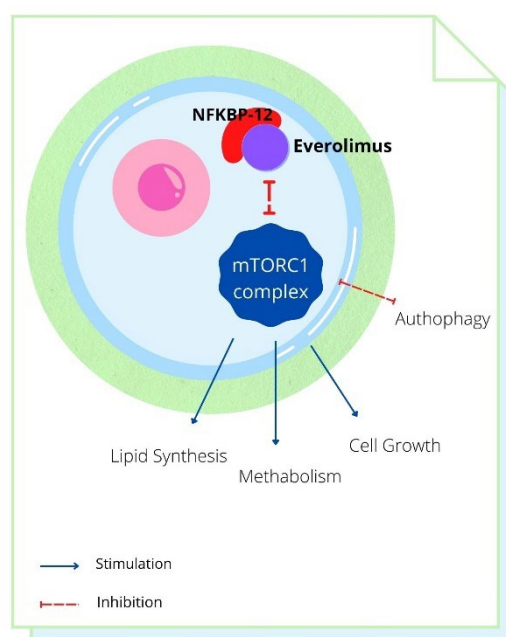 NFKBP-12
Everolimus
mTORC1
complex
Authophagy
Cell Growth
Lipid Synthesis
Methabolism
Stimulation
Inhibition